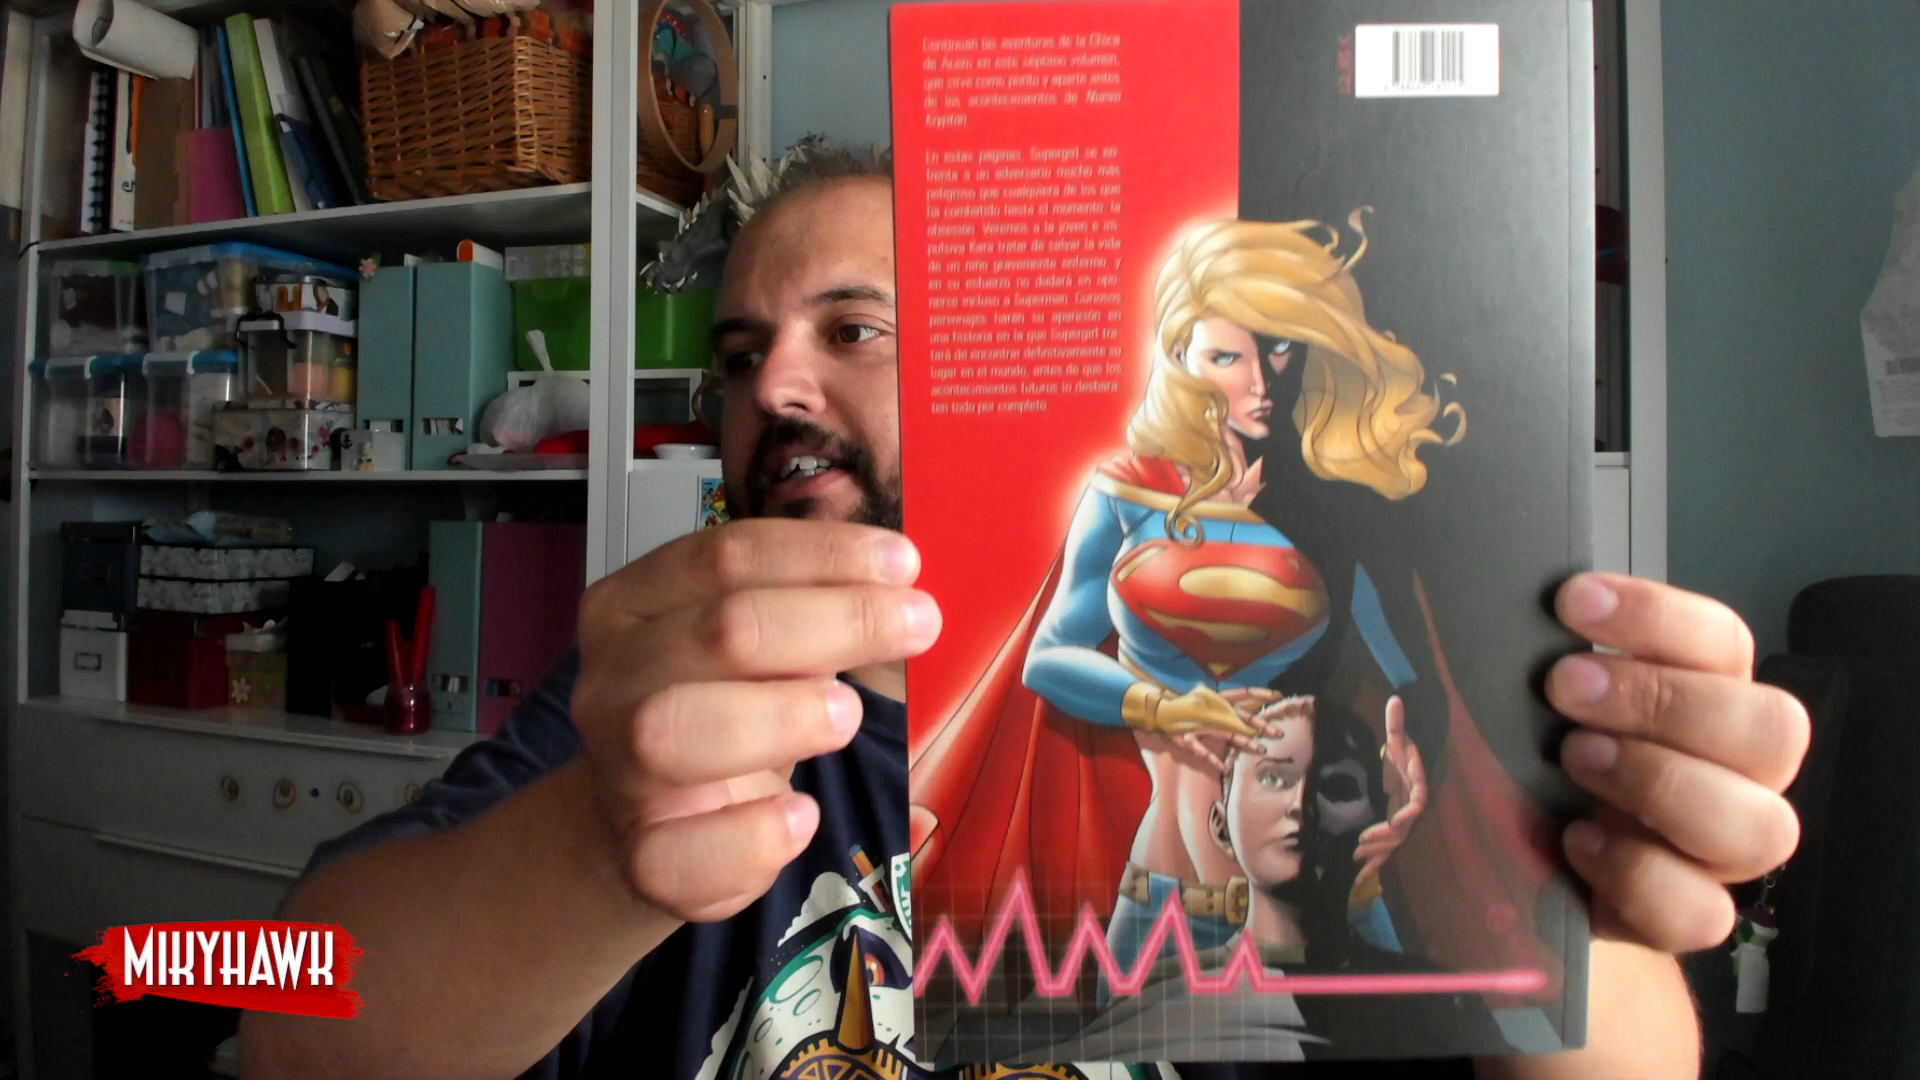 Continúan las aventuras de la Chica
de Acero en este séptimo volumen,
que sirve como punto y aparte antes
de los acontecimientos de Nuevo
Krypton.
En estas páginas, Supergirl se en-
frenta a un adversario mucho más
peligroso que cualquiera de los que
ha combatido hasta el momento: la
obsesión. Veremos a la joven e im-
pulsiva Kara tratar de salvar la vida
de un niño gravemente enfermo, y
en su esfuerzo no dudará en opo-
nerse incluso a Superman. Curiosos
personajes harán su aparición en
una historia en la que Supergirl tra-
tará de encontrar definitivamente su
lugar en el mundo, antes de que los
acontecimientos futuros lo desbara-
ten todo por completo.
MIKYHAWK